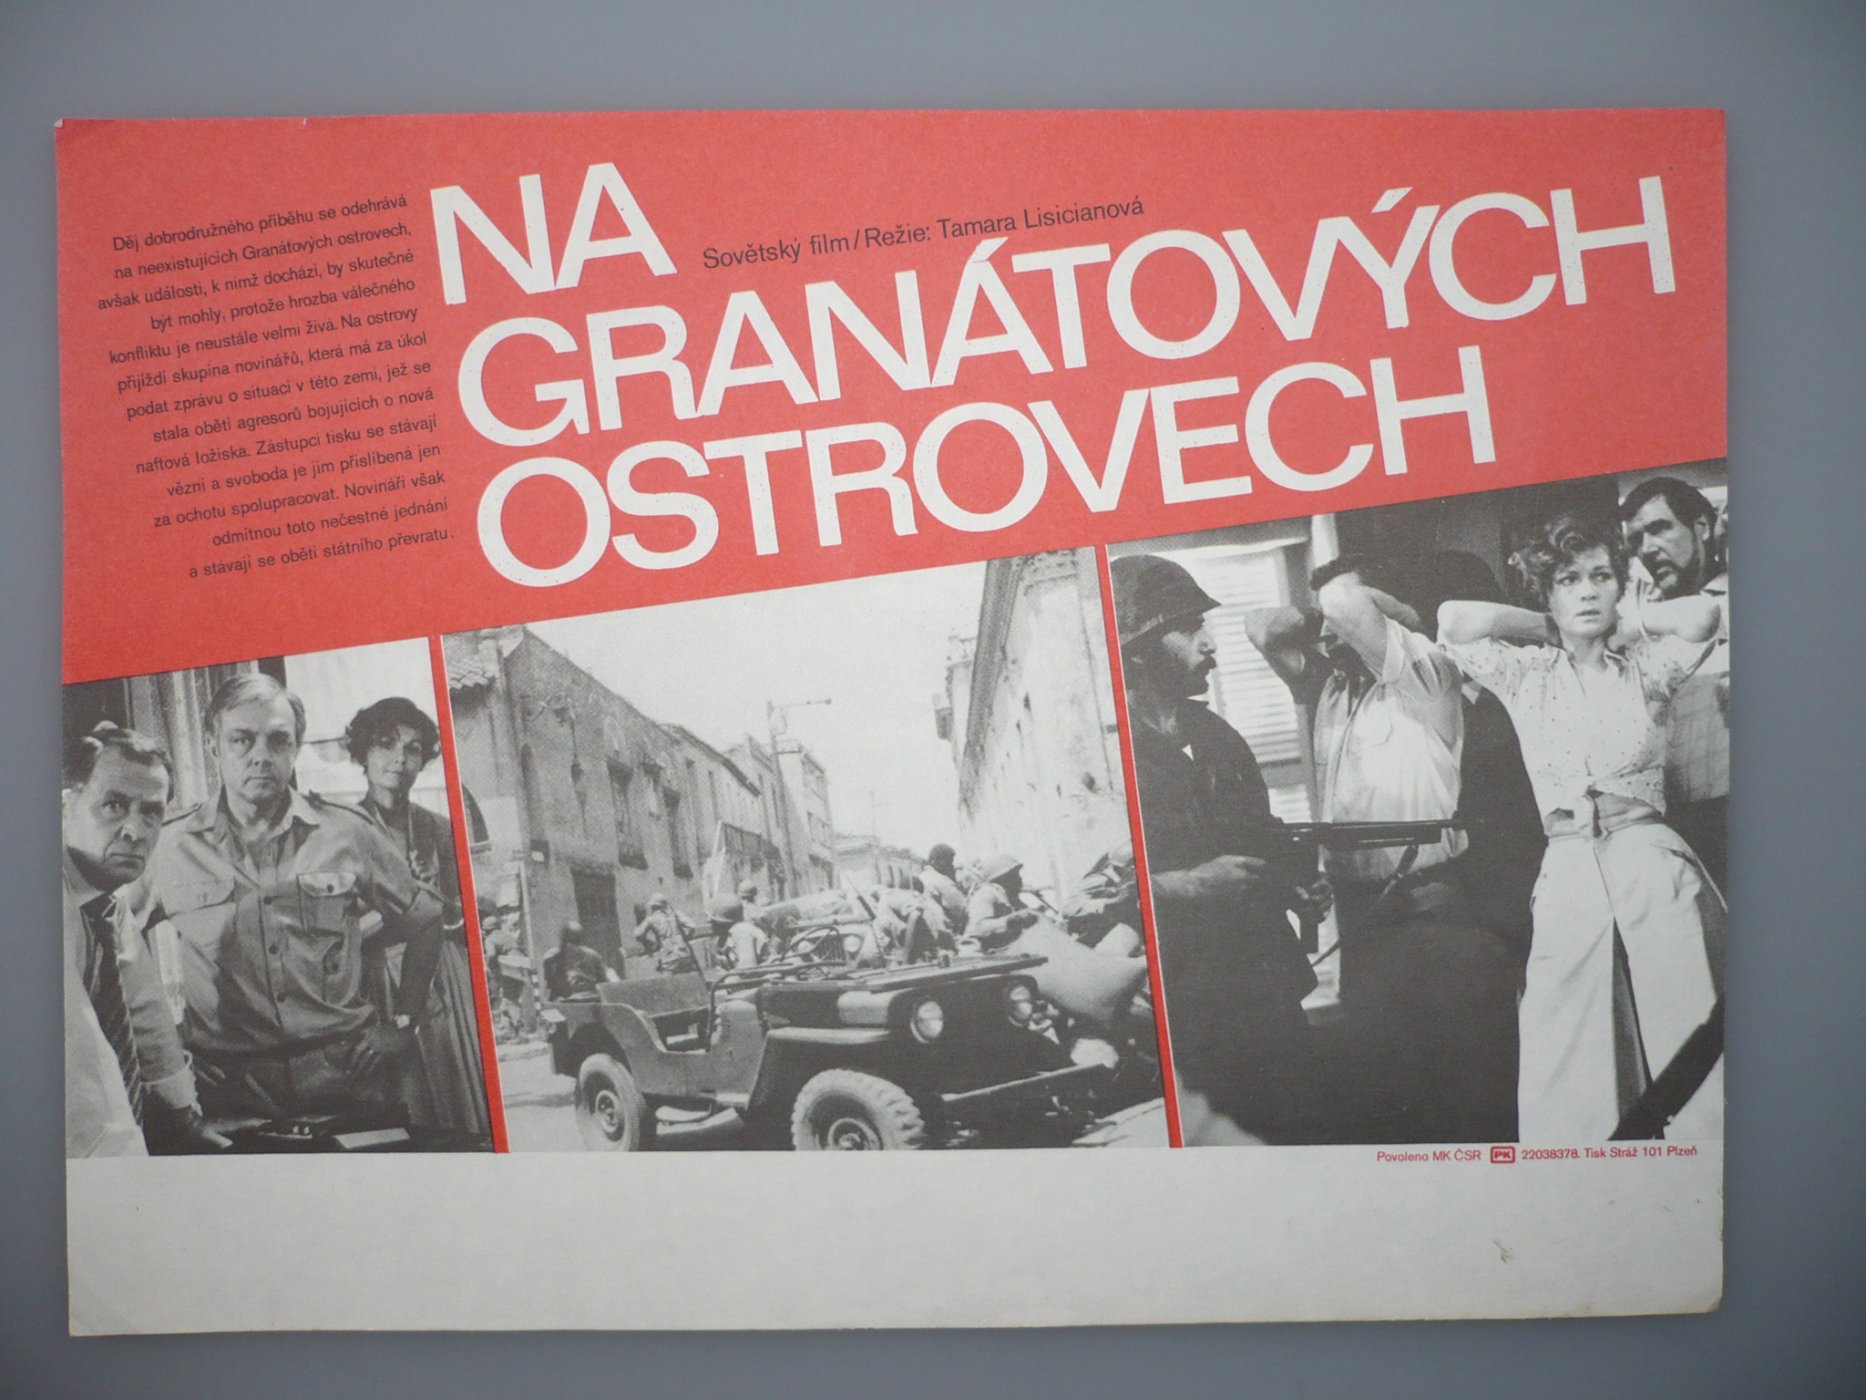 Děj dobrodružného příběhu se odehrává
na neexistujících Granátových ostrovech,
avšak události, k nimž dochází, by skutečné
být mohly, protože hrozba válečného
konfliktu je neustále velmi živá. Na ostrovy
přijíždí skupina novinářů, která má za úkol
podat zprávu o situaci v této zemi, jež se
stala obětí agresorů bojujících o nová
naftová ložiska. Zástupci tisku se stávají
vězni a svoboda je jim přislíbená jen
za ochotu spolupracovat. Novináři však
odmítnou toto nečestné jednání
a stávají se obětí státního převratu.
NA
Sovětský film/Režie: Tamara Lisicianová
GRANÁTOVÝCH
OSTROVECH
Povoleno MK ČSR PK 22038378. Tisk Stráž 101 Plzeň